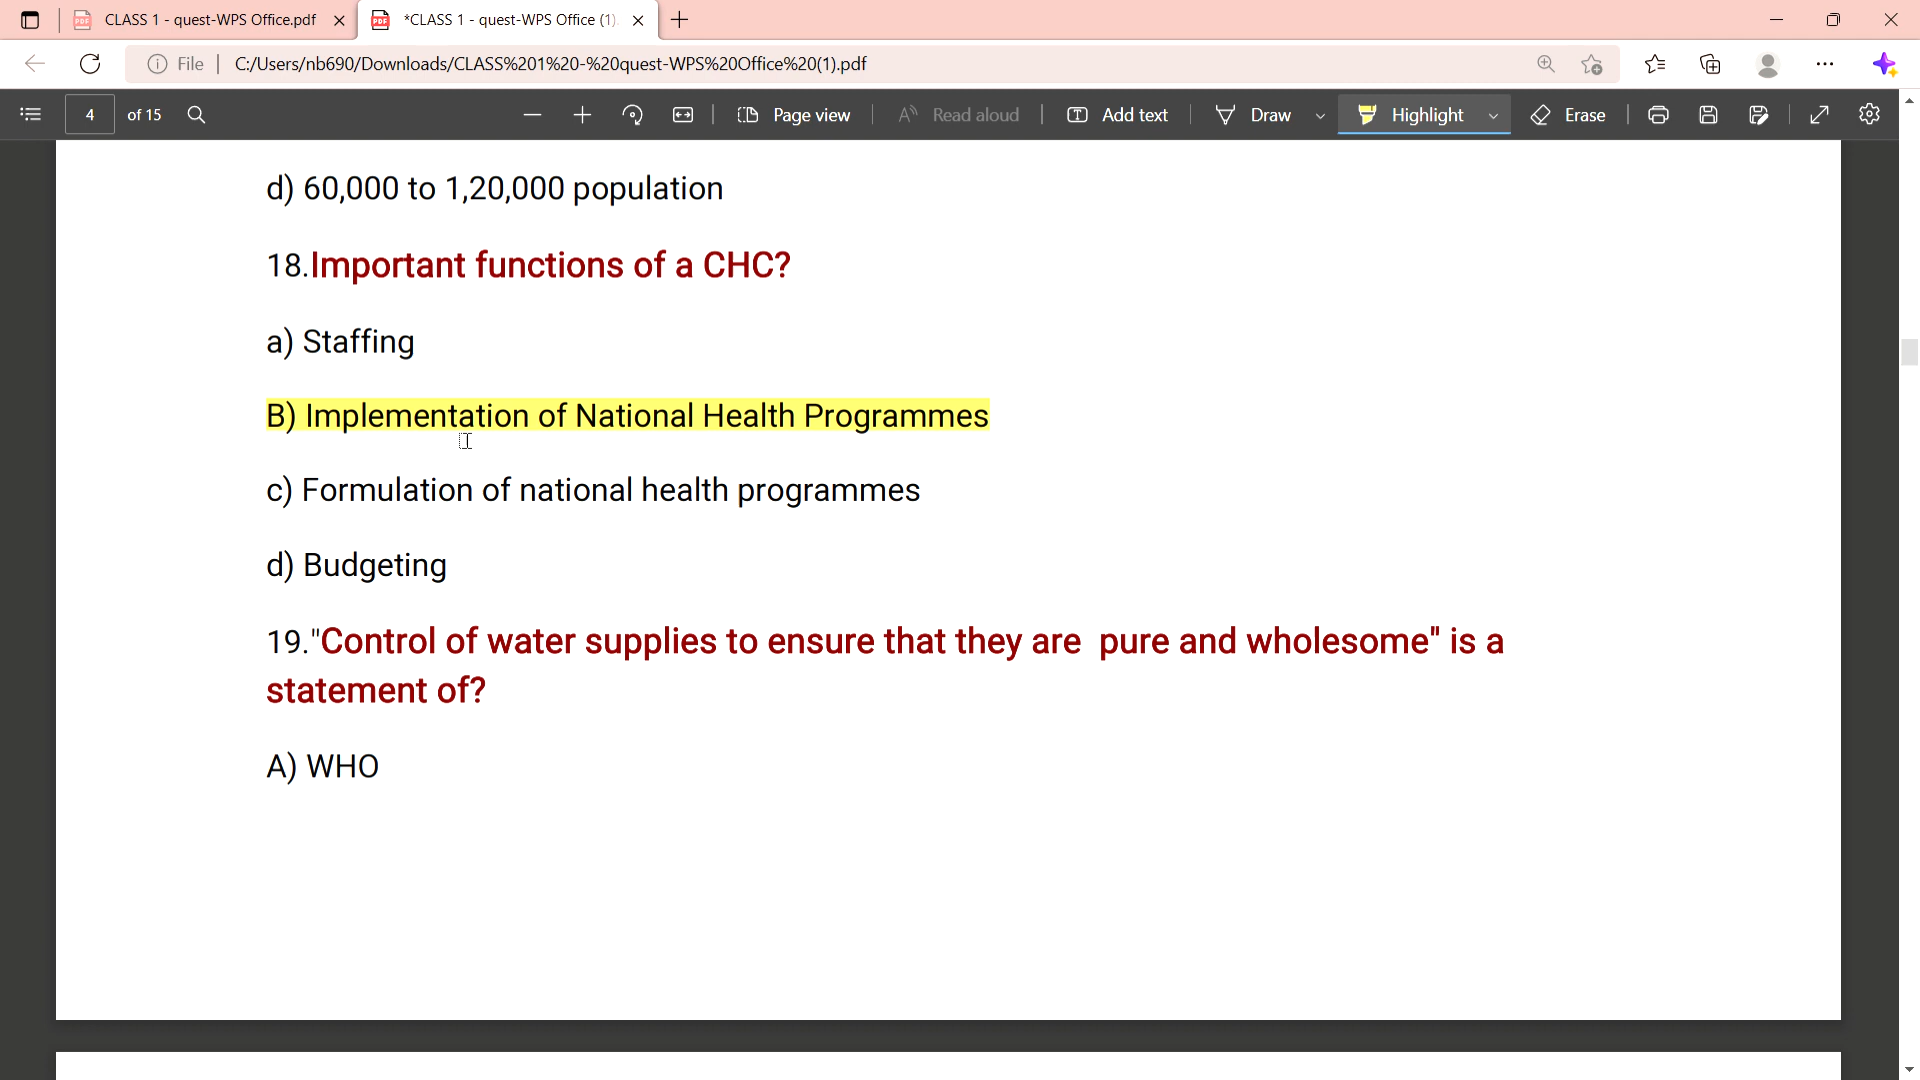 CLASS 1 - quest-WPS Office.pdf
*CLASS 1 - quest-WPS Office (1).
File
C:/Users/nb690/Downloads/CLASS%201%20-%20quest-WPS%20Office%20(1).pdf
4 of 15
Page view
Read aloud
Add text
Draw
Highlight
Erase
d) 60,000 to 1,20,000 population
18.Important functions of a CHC?
a) Staffing
B) Implementation of National Health Programmes
c) Formulation of national health programmes
d) Budgeting
19."Control of water supplies to ensure that they are  pure and wholesome" is a
statement of?
A) WHO